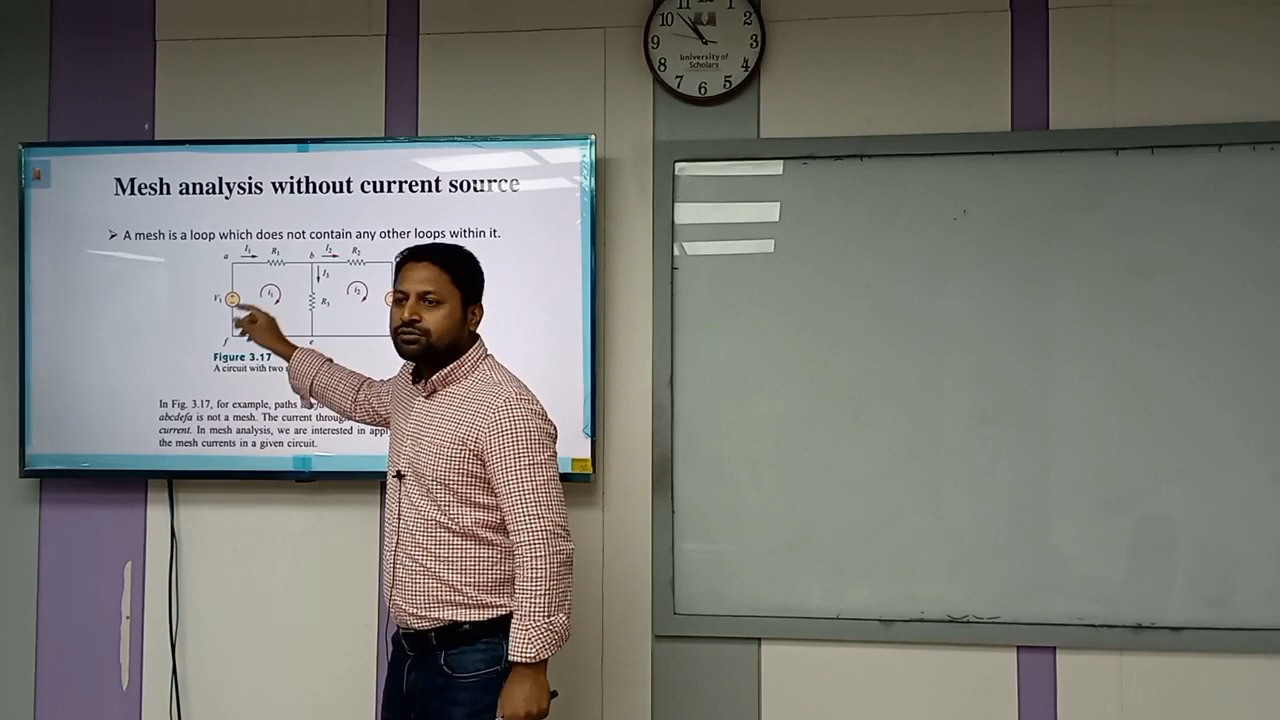 11 12 1
10 2
9 3
8 4
7 6 5
University of
Scholars
Mesh analysis without current source
➢ A mesh is a loop which does not contain any other loops within it.
a I₁ R₁ b I₂ R₂
I₃
V₁ i₁ R₃ i₂
f e
Figure 3.17
A circuit with two
In Fig. 3.17, for example, paths
abcdefa is not a mesh. The current through
current. In mesh analysis, we are interested in
the mesh currents in a given circuit.